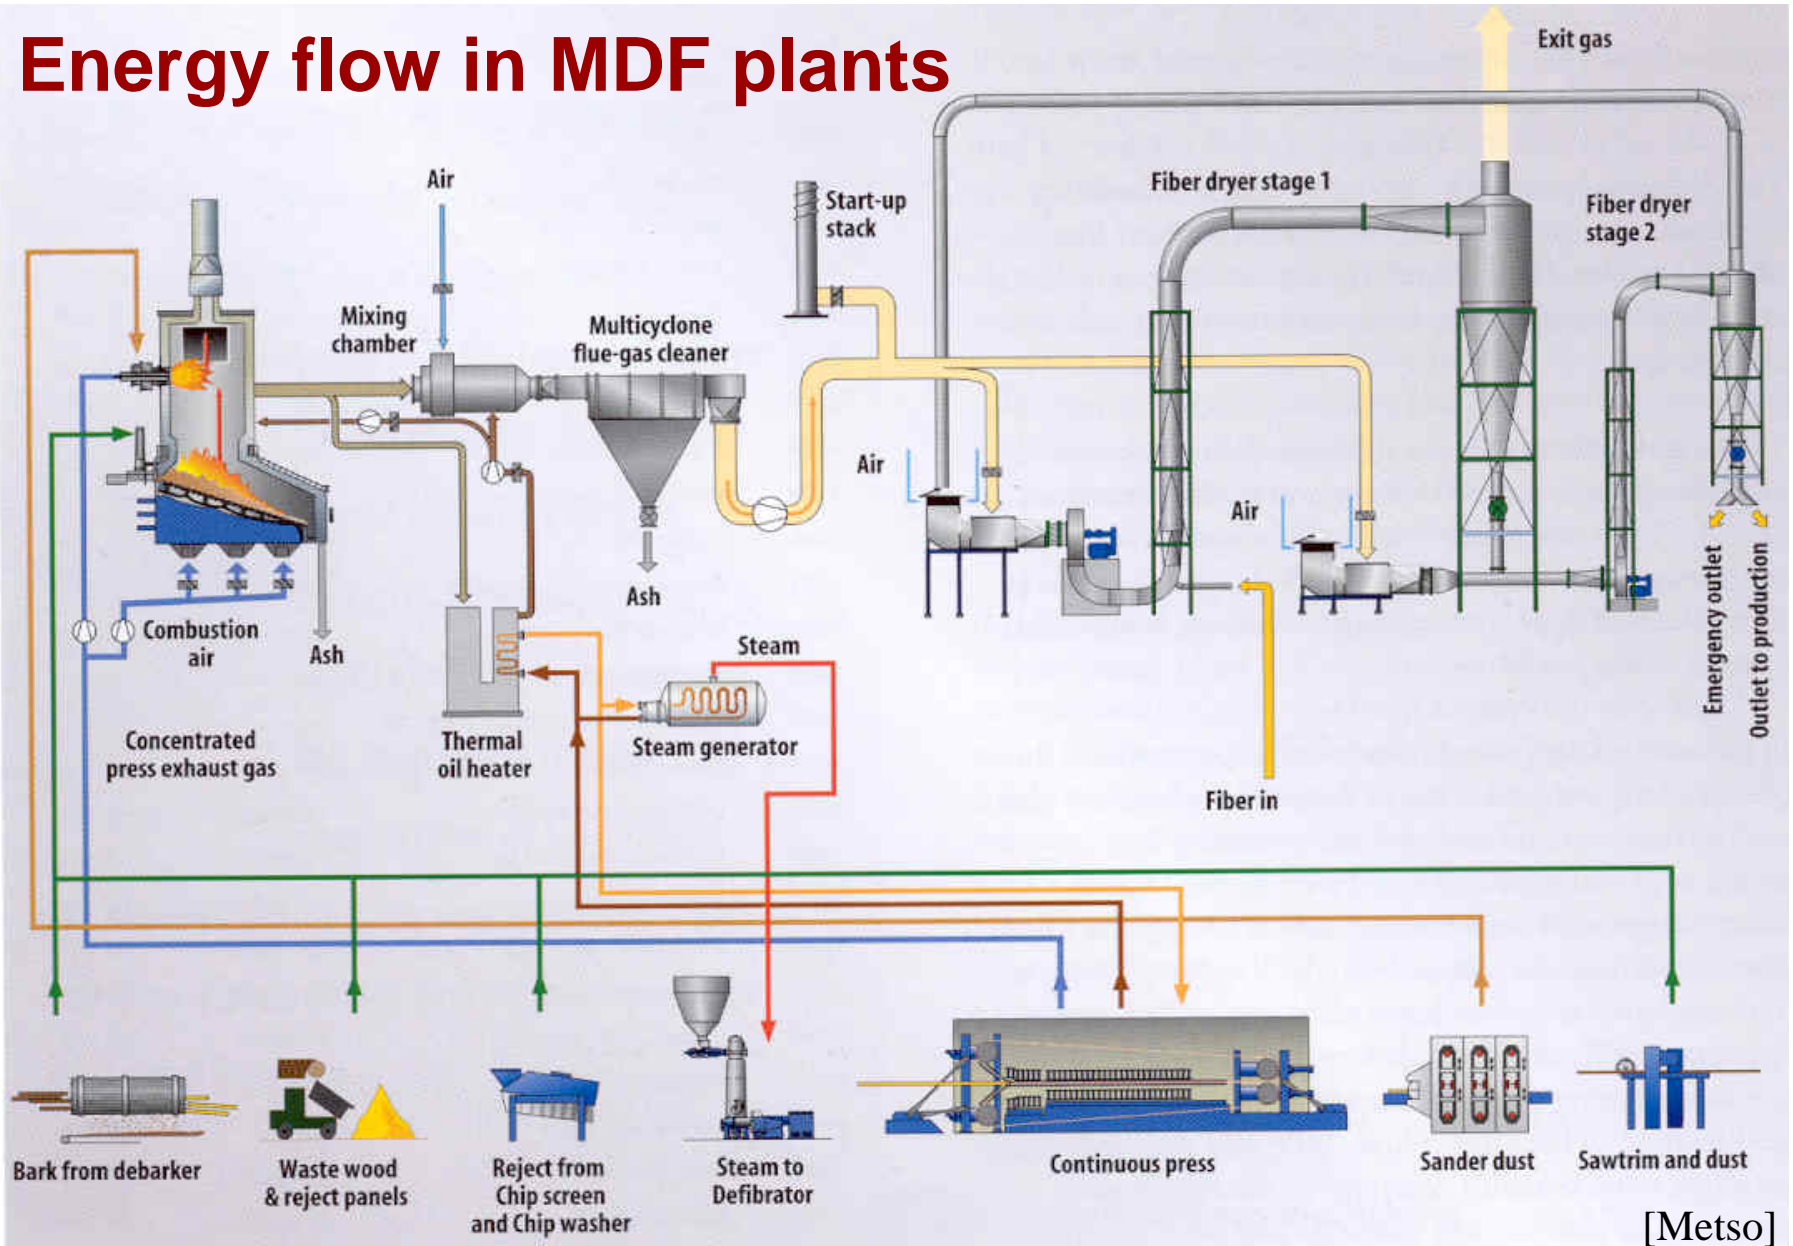 Energy flow in MDF plants
Exit gas
Air
Start-up
stack
Fiber dryer stage 1
Fiber dryer
stage 2
Mixing
chamber
Multicyclone
flue-gas cleaner
Air
Air
Ash
Combustion
air
Ash
Steam
Emergency outlet
Outlet to production
Concentrated
press exhaust gas
Thermal
oil heater
Steam generator
Fiber in
Bark from debarker
Waste wood
& reject panels
Reject from
Chip screen
and Chip washer
Steam to
Defibrator
Continuous press
Sander dust
Sawtrim and dust
[Metso]